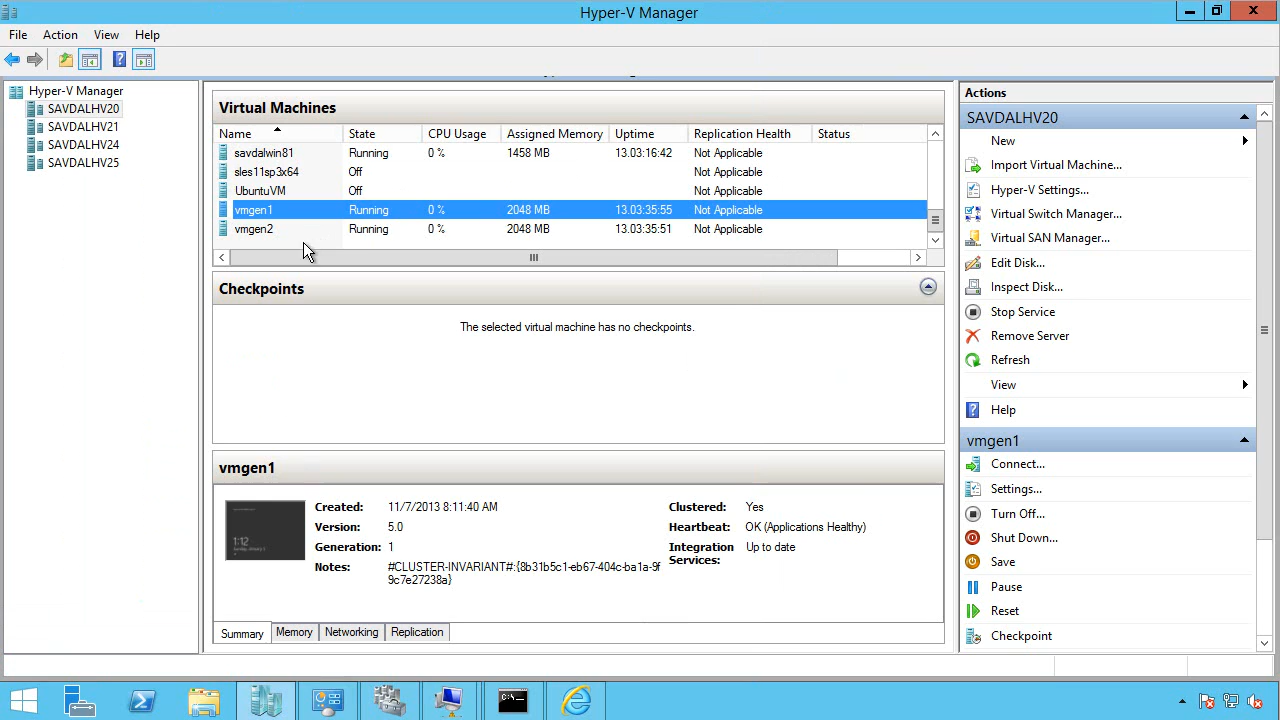 Hyper-V Manager
File Action View Help
Hyper-V Manager
SAVDALHV20
SAVDALHV21
SAVDALHV24
SAVDALHV25
Virtual Machines
Name State CPU Usage Assigned Memory Uptime Replication Health Status
savdalwin81 Running 0 % 1458 MB 13.03:16:42 Not Applicable
sles11sp3x64 Off
UbuntuVM Off
vmgen1 Running 0 % 2048 MB 13.03:35:55 Not Applicable
vmgen2 Running 0 % 2048 MB 13.03:35:51 Not Applicable
Checkpoints
The selected virtual machine has no checkpoints.
vmgen1
1:12
Created: 11/7/2013 8:11:40 AM Clustered: Yes
Version: 5.0 Heartbeat: OK (Applications Healthy)
Generation: 1 Integration Services: Up to date
Notes: #CLUSTER-INVARIANT#:{8b31b5c1-eb67-404c-ba1a-9f
9c7e27238a}
Summary Memory Networking Replication
Actions
SAVDALHV20
New
Import Virtual Machine...
Hyper-V Settings...
Virtual Switch Manager...
Virtual SAN Manager...
Edit Disk...
Inspect Disk...
Stop Service
Remove Server
Refresh
View
Help
vmgen1
Connect...
Settings...
Turn Off...
Shut Down...
Save
Pause
Reset
Checkpoint